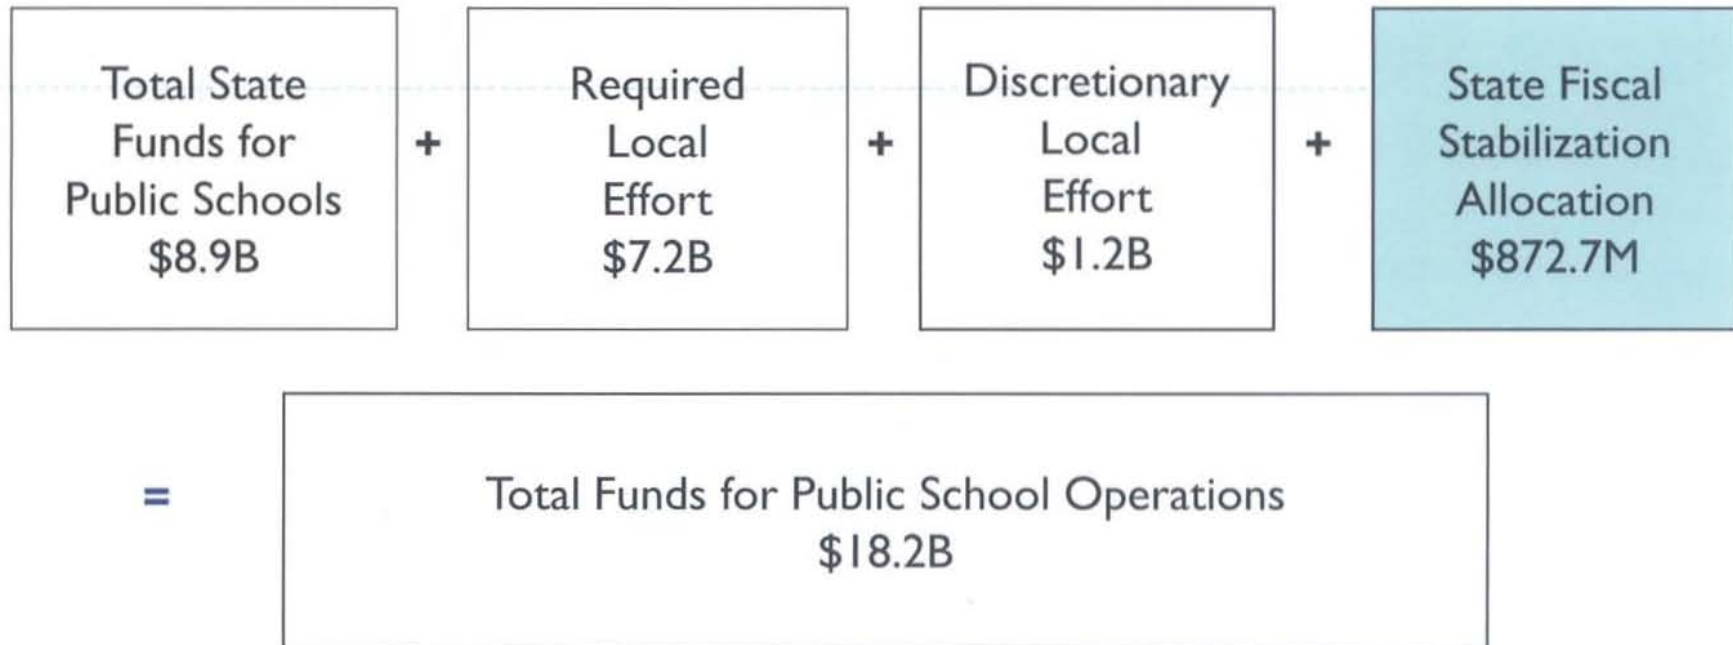 Total State
Funds for
Public Schools
$8.9B
+
Required
Local
Effort
$7.2B
+
Discretionary
Local
Effort
$1.2B
+
State Fiscal
Stabilization
Allocation
$872.7M
=
Total Funds for Public School Operations
$18.2B